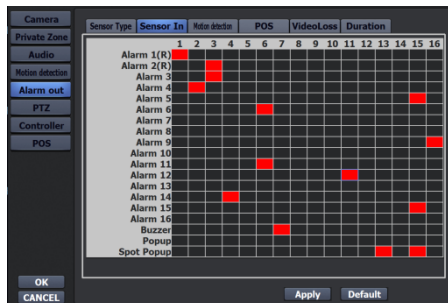 Camera
Private Zone
Audio
Motion detection
Alarm out
PTZ
Controller
POS
OK
CANCEL
Sensor Type Sensor In Motion detection POS VideoLoss Duration
1 2 3 4 5 6 7 8 9 10 11 12 13 14 15 16
Alarm 1(R)
Alarm 2(R)
Alarm 3
Alarm 4
Alarm 5
Alarm 6
Alarm 7
Alarm 8
Alarm 9
Alarm 10
Alarm 11
Alarm 12
Alarm 13
Alarm 14
Alarm 15
Alarm 16
Buzzer
Popup
Spot Popup
Apply Default